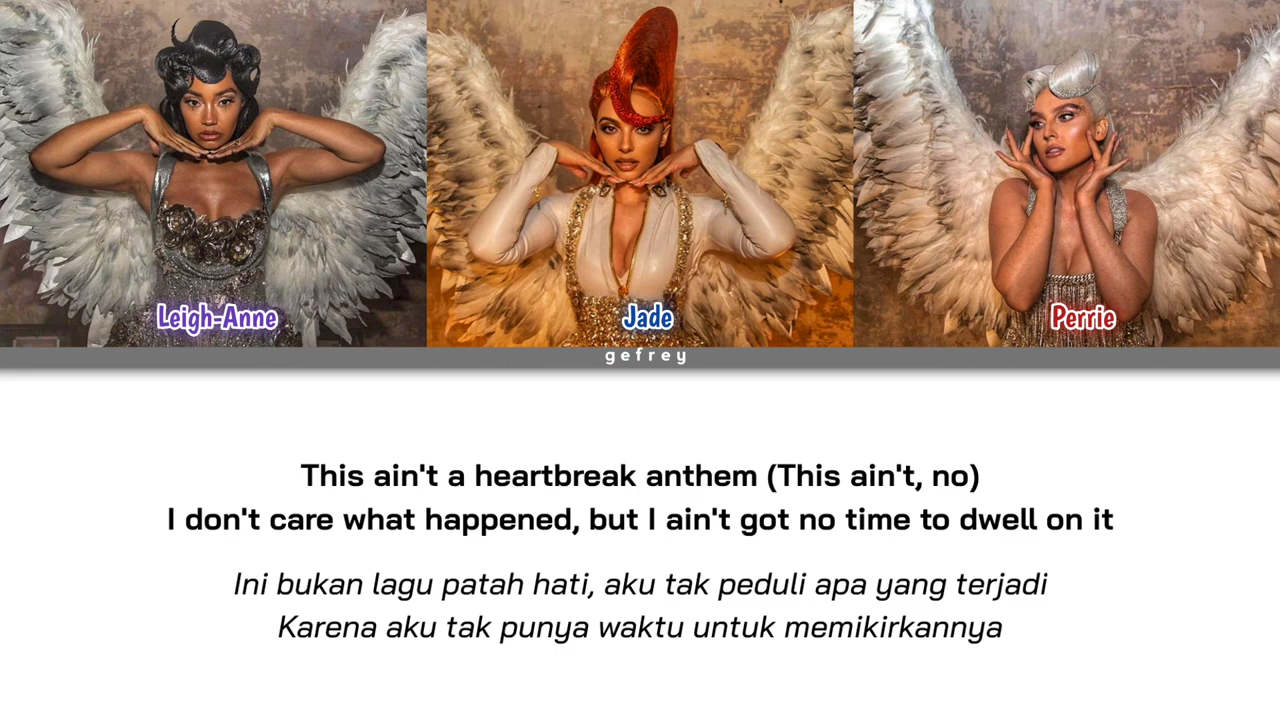 Leigh-Anne
Jade
Perrie
gefrey
This ain't a heartbreak anthem (This ain't, no)
I don't care what happened, but I ain't got no time to dwell on it
Ini bukan lagu patah hati, aku tak peduli apa yang terjadi
Karena aku tak punya waktu untuk memikirkannya